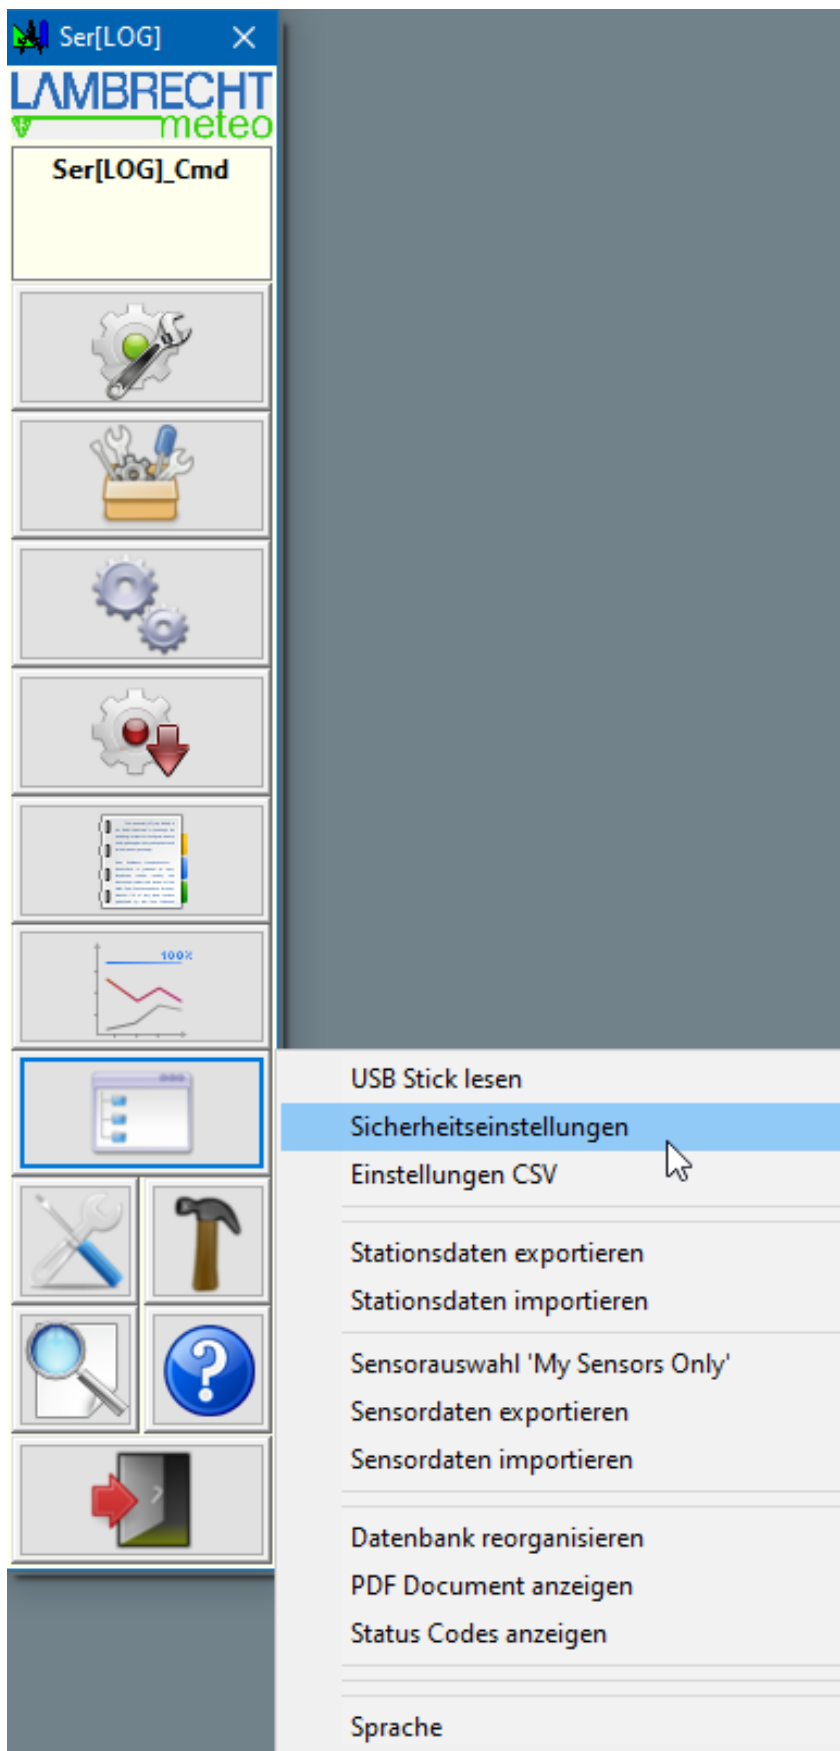 Ser[LOG]
LAMBRECHT
meteo
Ser[LOG]_Cmd
100%
USB Stick lesen
Sicherheitseinstellungen
Einstellungen CSV
Stationsdaten exportieren
Stationsdaten importieren
Sensorauswahl 'My Sensors Only'
Sensordaten exportieren
Sensordaten importieren
Datenbank reorganisieren
PDF Document anzeigen
Status Codes anzeigen
Sprache